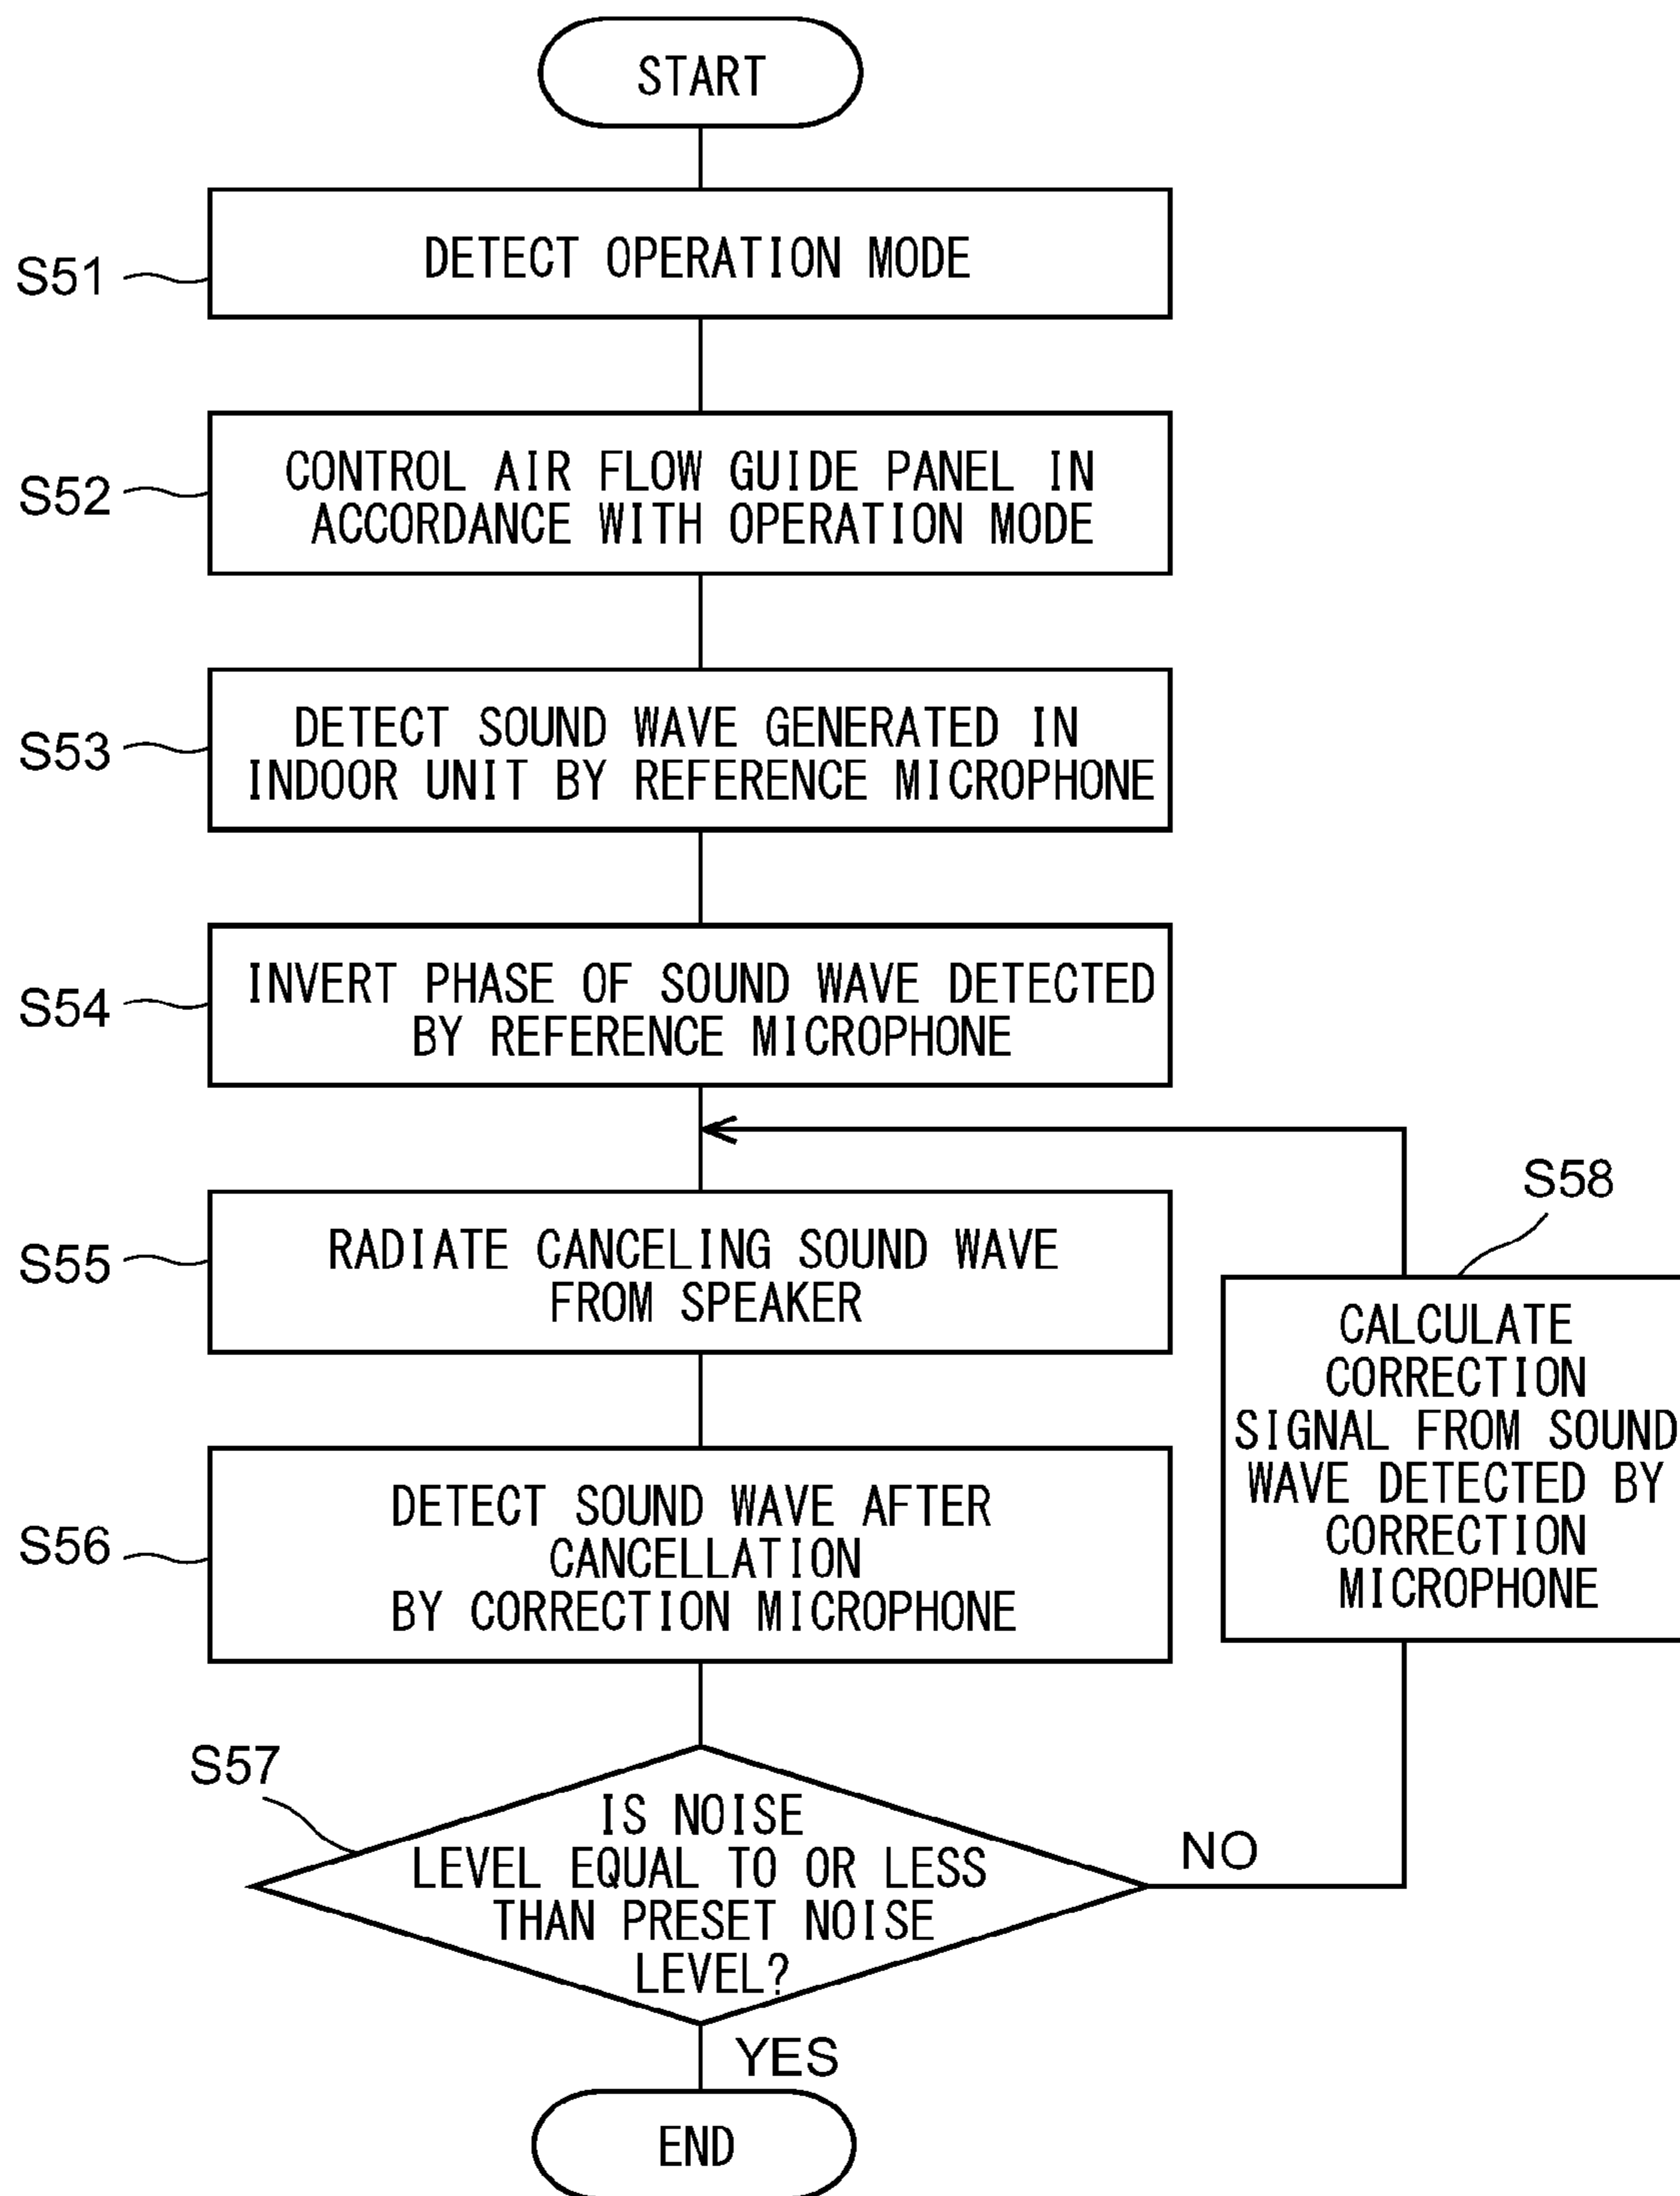 START
S51
DETECT OPERATION MODE
S52
CONTROL AIR FLOW GUIDE PANEL IN
ACCORDANCE WITH OPERATION MODE
S53
DETECT SOUND WAVE GENERATED IN
INDOOR UNIT BY REFERENCE MICROPHONE
S54
INVERT PHASE OF SOUND WAVE DETECTED
BY REFERENCE MICROPHONE
S55
RADIATE CANCELING SOUND WAVE
FROM SPEAKER
S58
CALCULATE
CORRECTION
SIGNAL FROM SOUND
WAVE DETECTED BY
CORRECTION
MICROPHONE
S56
DETECT SOUND WAVE AFTER
CANCELLATION
BY CORRECTION MICROPHONE
S57
IS NOISE
LEVEL EQUAL TO OR LESS
THAN PRESET NOISE
LEVEL?
NO
YES
END